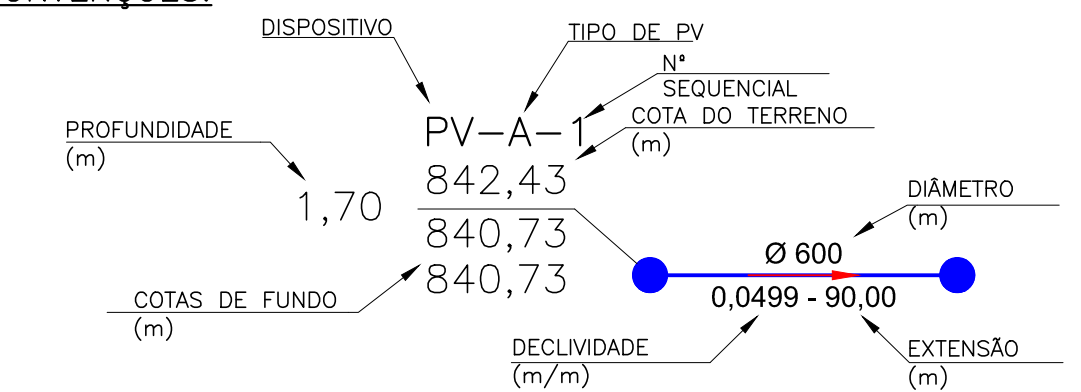 DISPOSITIVO
TIPO DE PV
Nº
SEQUENCIAL
PV-A-1
COTA DO TERRENO
(m)
PROFUNDIDADE
(m)
842,43
1,70
840,73
840,73
DIÂMETRO
(m)
Ø 600
0,0499 - 90,00
COTAS DE FUNDO
(m)
DECLIVIDADE
(m/m)
EXTENSÃO
(m)